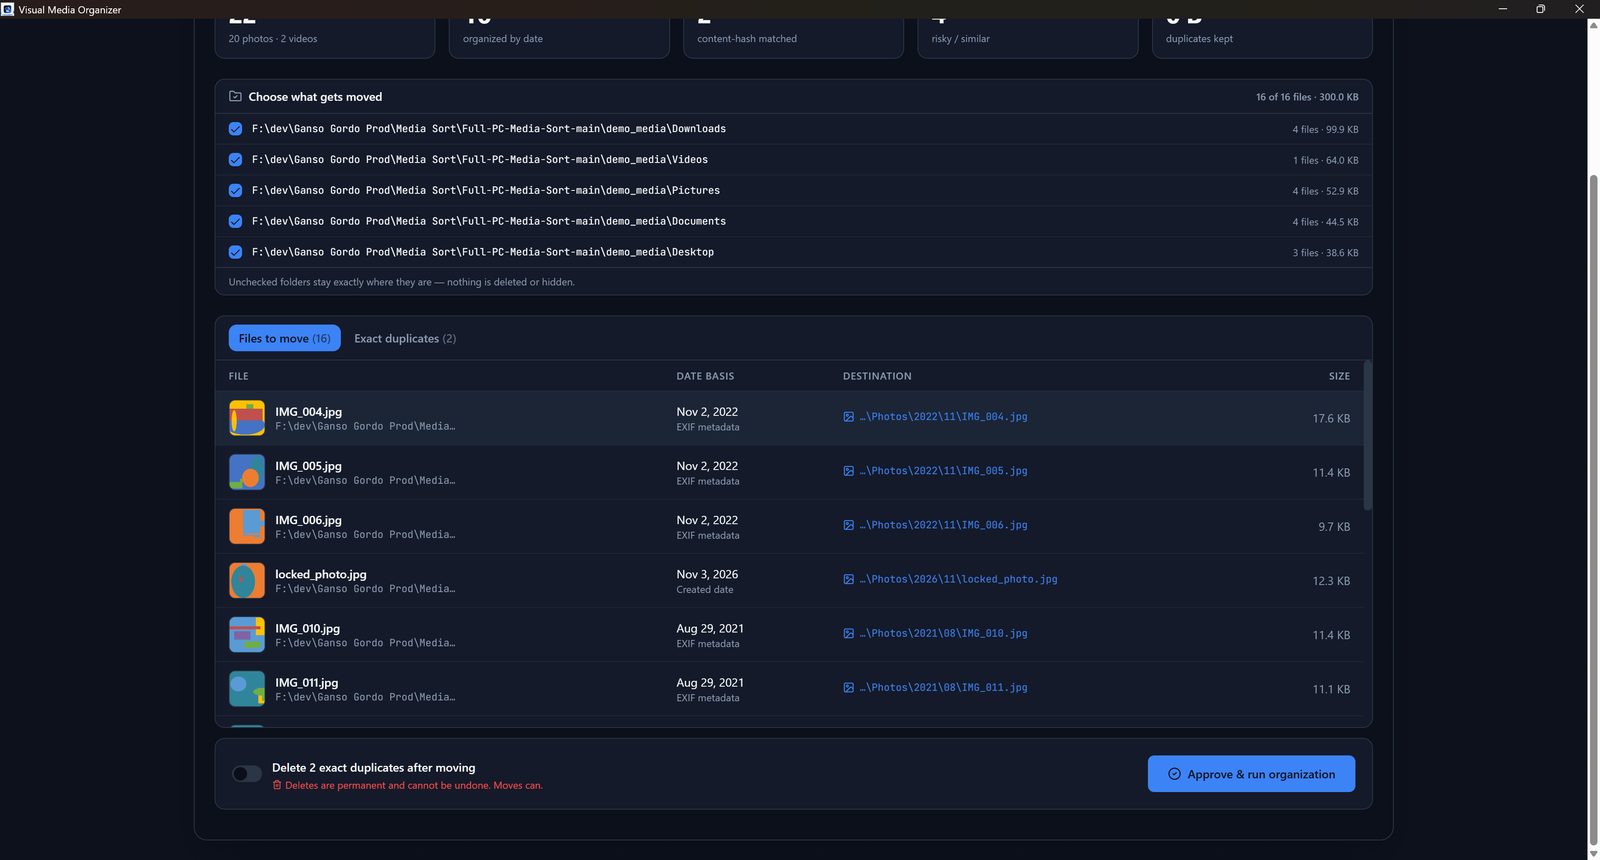 Visual Media Organizer
20 photos · 2 videos
organized by date
content-hash matched
risky / similar
duplicates kept
Choose what gets moved
16 of 16 files · 300.0 KB
F:\dev\Ganso Gordo Prod\Media Sort\Full-PC-Media-Sort-main\demo_media\Downloads
4 files · 99.9 KB
F:\dev\Ganso Gordo Prod\Media Sort\Full-PC-Media-Sort-main\demo_media\Videos
1 files · 64.0 KB
F:\dev\Ganso Gordo Prod\Media Sort\Full-PC-Media-Sort-main\demo_media\Pictures
4 files · 52.9 KB
F:\dev\Ganso Gordo Prod\Media Sort\Full-PC-Media-Sort-main\demo_media\Documents
4 files · 44.5 KB
F:\dev\Ganso Gordo Prod\Media Sort\Full-PC-Media-Sort-main\demo_media\Desktop
3 files · 38.6 KB
Unchecked folders stay exactly where they are — nothing is deleted or hidden.
Files to move (16)
Exact duplicates (2)
FILE
DATE BASIS
DESTINATION
SIZE
IMG_004.jpg
F:\dev\Ganso Gordo Prod\Media…
Nov 2, 2022
EXIF metadata
…\Photos\2022\11\IMG_004.jpg
17.6 KB
IMG_005.jpg
F:\dev\Ganso Gordo Prod\Media…
Nov 2, 2022
EXIF metadata
…\Photos\2022\11\IMG_005.jpg
11.4 KB
IMG_006.jpg
F:\dev\Ganso Gordo Prod\Media…
Nov 2, 2022
EXIF metadata
…\Photos\2022\11\IMG_006.jpg
9.7 KB
locked_photo.jpg
F:\dev\Ganso Gordo Prod\Media…
Nov 3, 2026
Created date
…\Photos\2026\11\locked_photo.jpg
12.3 KB
IMG_010.jpg
F:\dev\Ganso Gordo Prod\Media…
Aug 29, 2021
EXIF metadata
…\Photos\2021\08\IMG_010.jpg
11.4 KB
IMG_011.jpg
F:\dev\Ganso Gordo Prod\Media…
Aug 29, 2021
EXIF metadata
…\Photos\2021\08\IMG_011.jpg
11.1 KB
Delete 2 exact duplicates after moving
Deletes are permanent and cannot be undone. Moves can.
Approve & run organization